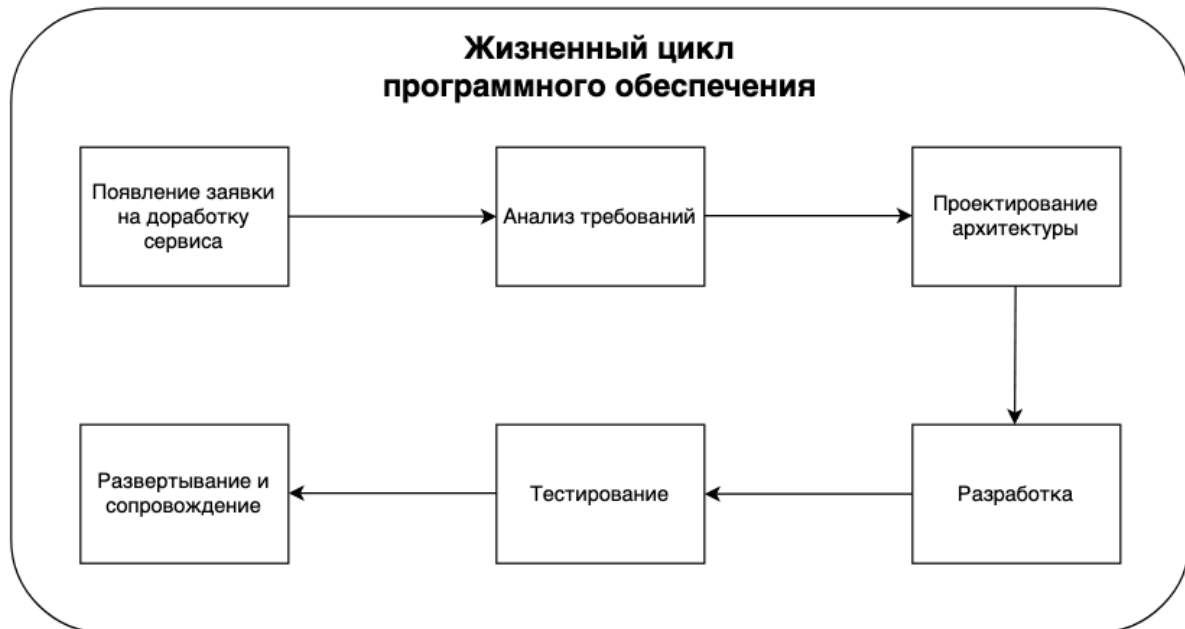 Жизненный цикл
программного обеспечения
Появление заявки
на доработку
сервиса
Анализ требований
Проектирование
архитектуры
Развертывание и
сопровождение
Тестирование
Разработка